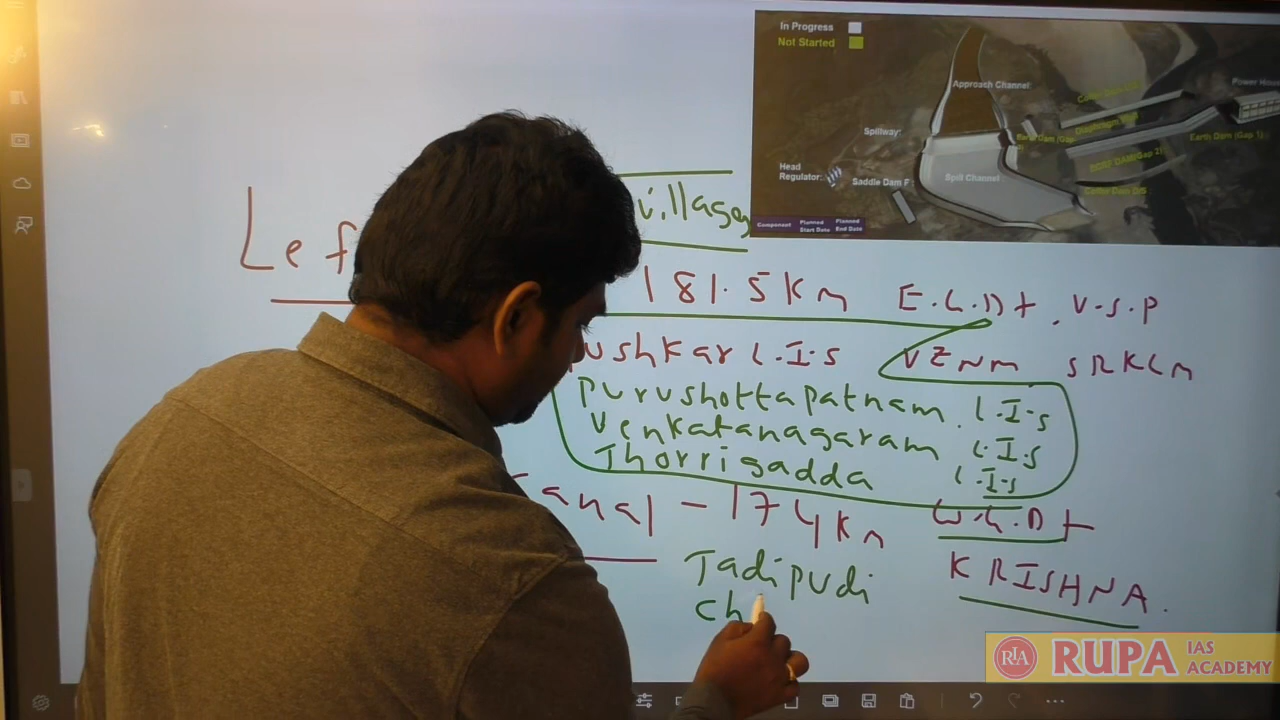 In Progress
Not Started
Approach Channel:
Spillway:
Head
Regulator:
Saddle Dam F:
Spill Channel:
Earth Dam (Gap 1)
Component
Planned
Start Date
Planned
End Date
villages
Lef
181.5Km E.G.Dt, V.S.P
VZNM SRKLM
ushkar L.I.S
purushottapatnam L.I.S
Venkatanagaram L.I.S
Thorrigadda L.I.S
anal - 174Km W.G.Dt
KRISHNA.
Tadipudi
Ch
RIA RUPA IAS ACADEMY